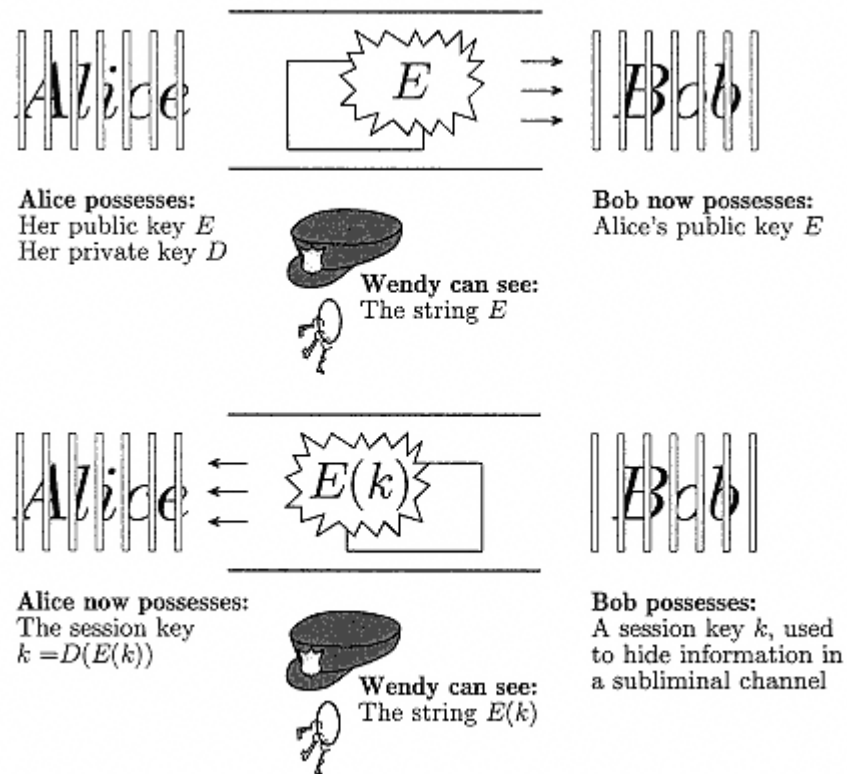 Alice
E
Bob
Alice possesses:
Her public key E
Her private key D
Bob now possesses:
Alice's public key E
Wendy can see:
The string E
Alice
E(k)
Bob
Alice now possesses:
The session key
k =D(E(k))
Bob possesses:
A session key k, used
to hide information in
a subliminal channel
Wendy can see:
The string E(k)